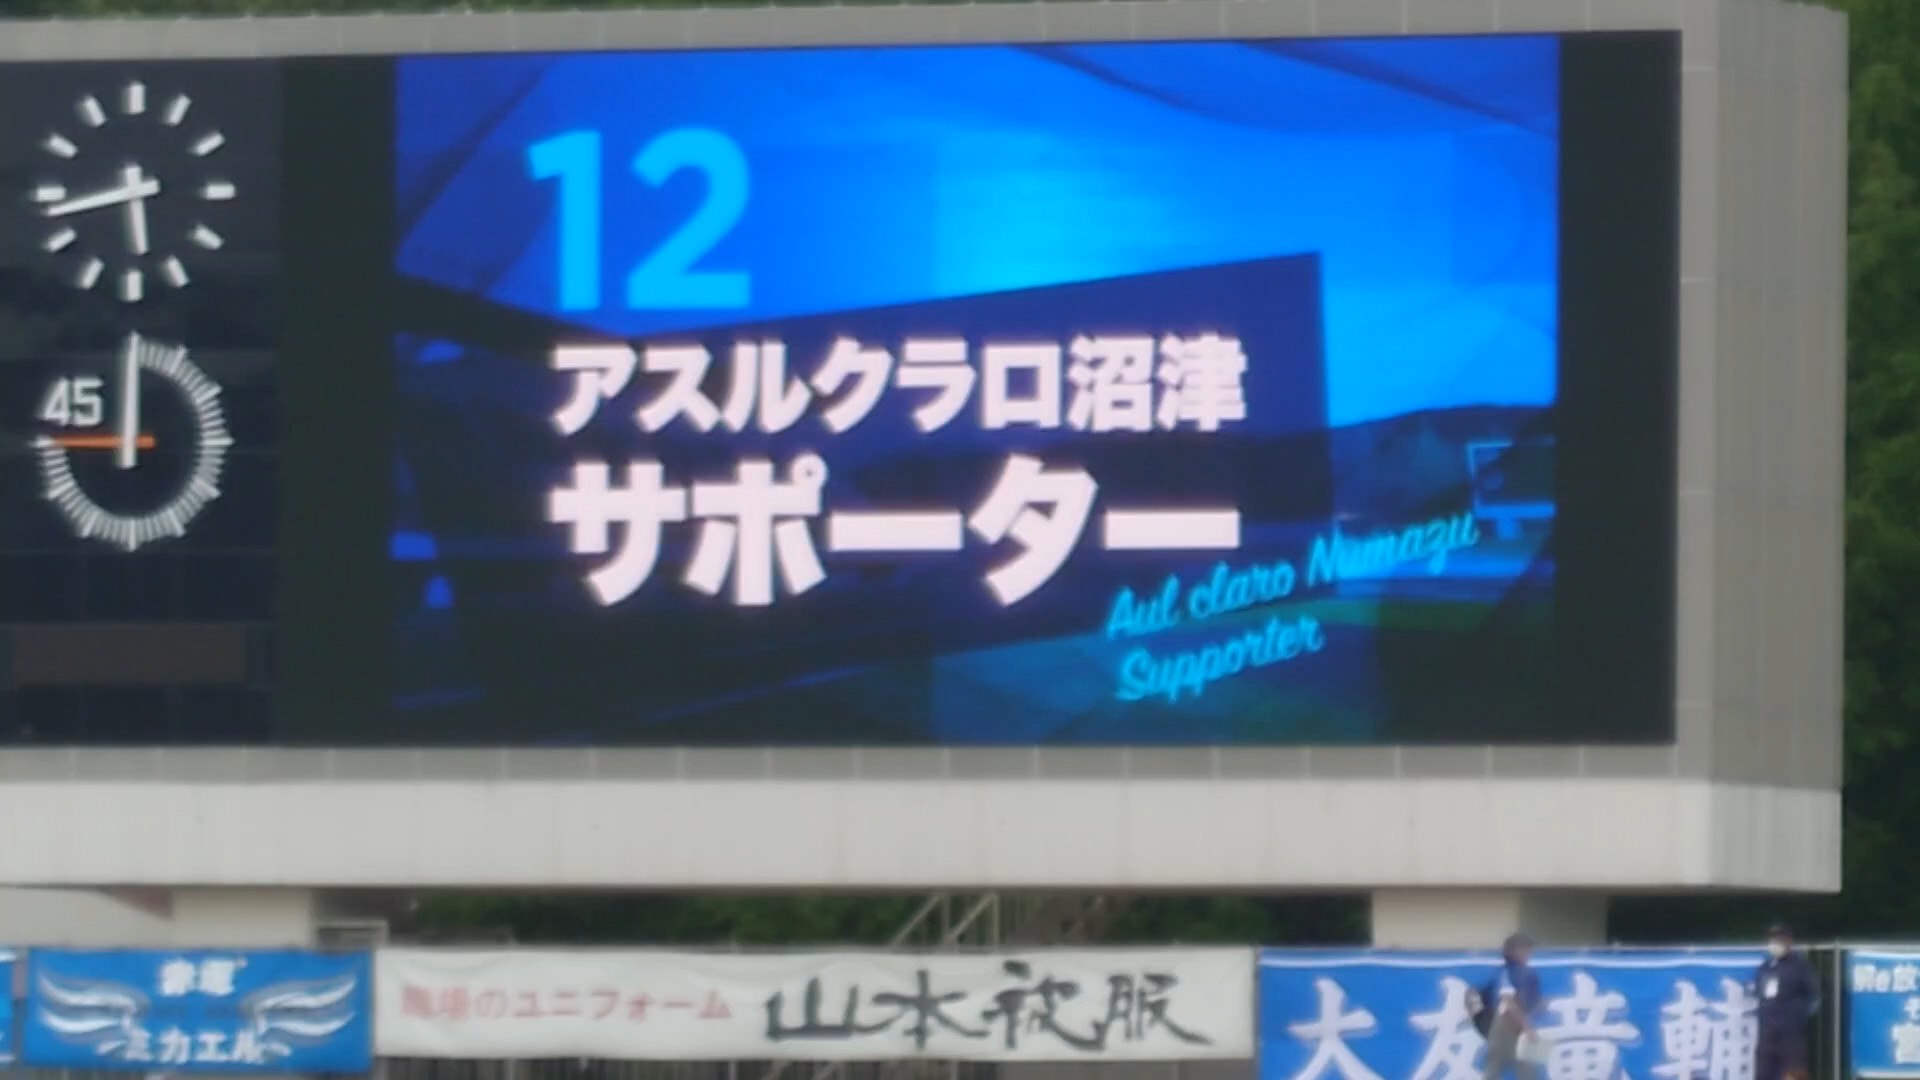 12
アスルクラロ沼津
サポーター
Aul claro Numazu
Supporter
45
ミカエル
職場のユニフォーム 山本被服
大友竜輔